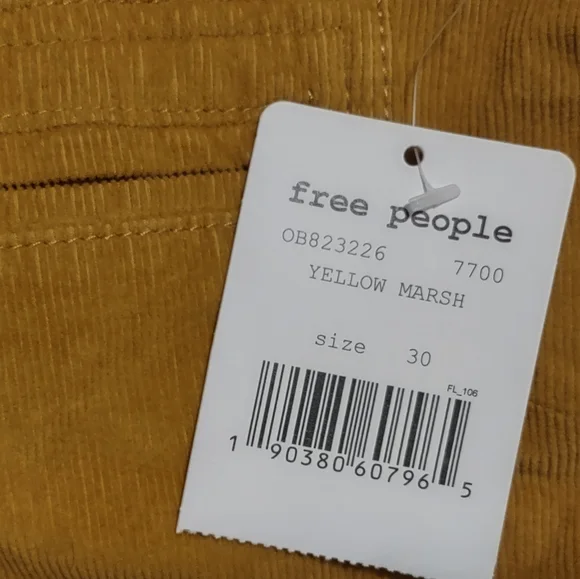 free people
OB823226 7700
YELLOW MARSH
size 30
FL_106
1 90380 60796 5